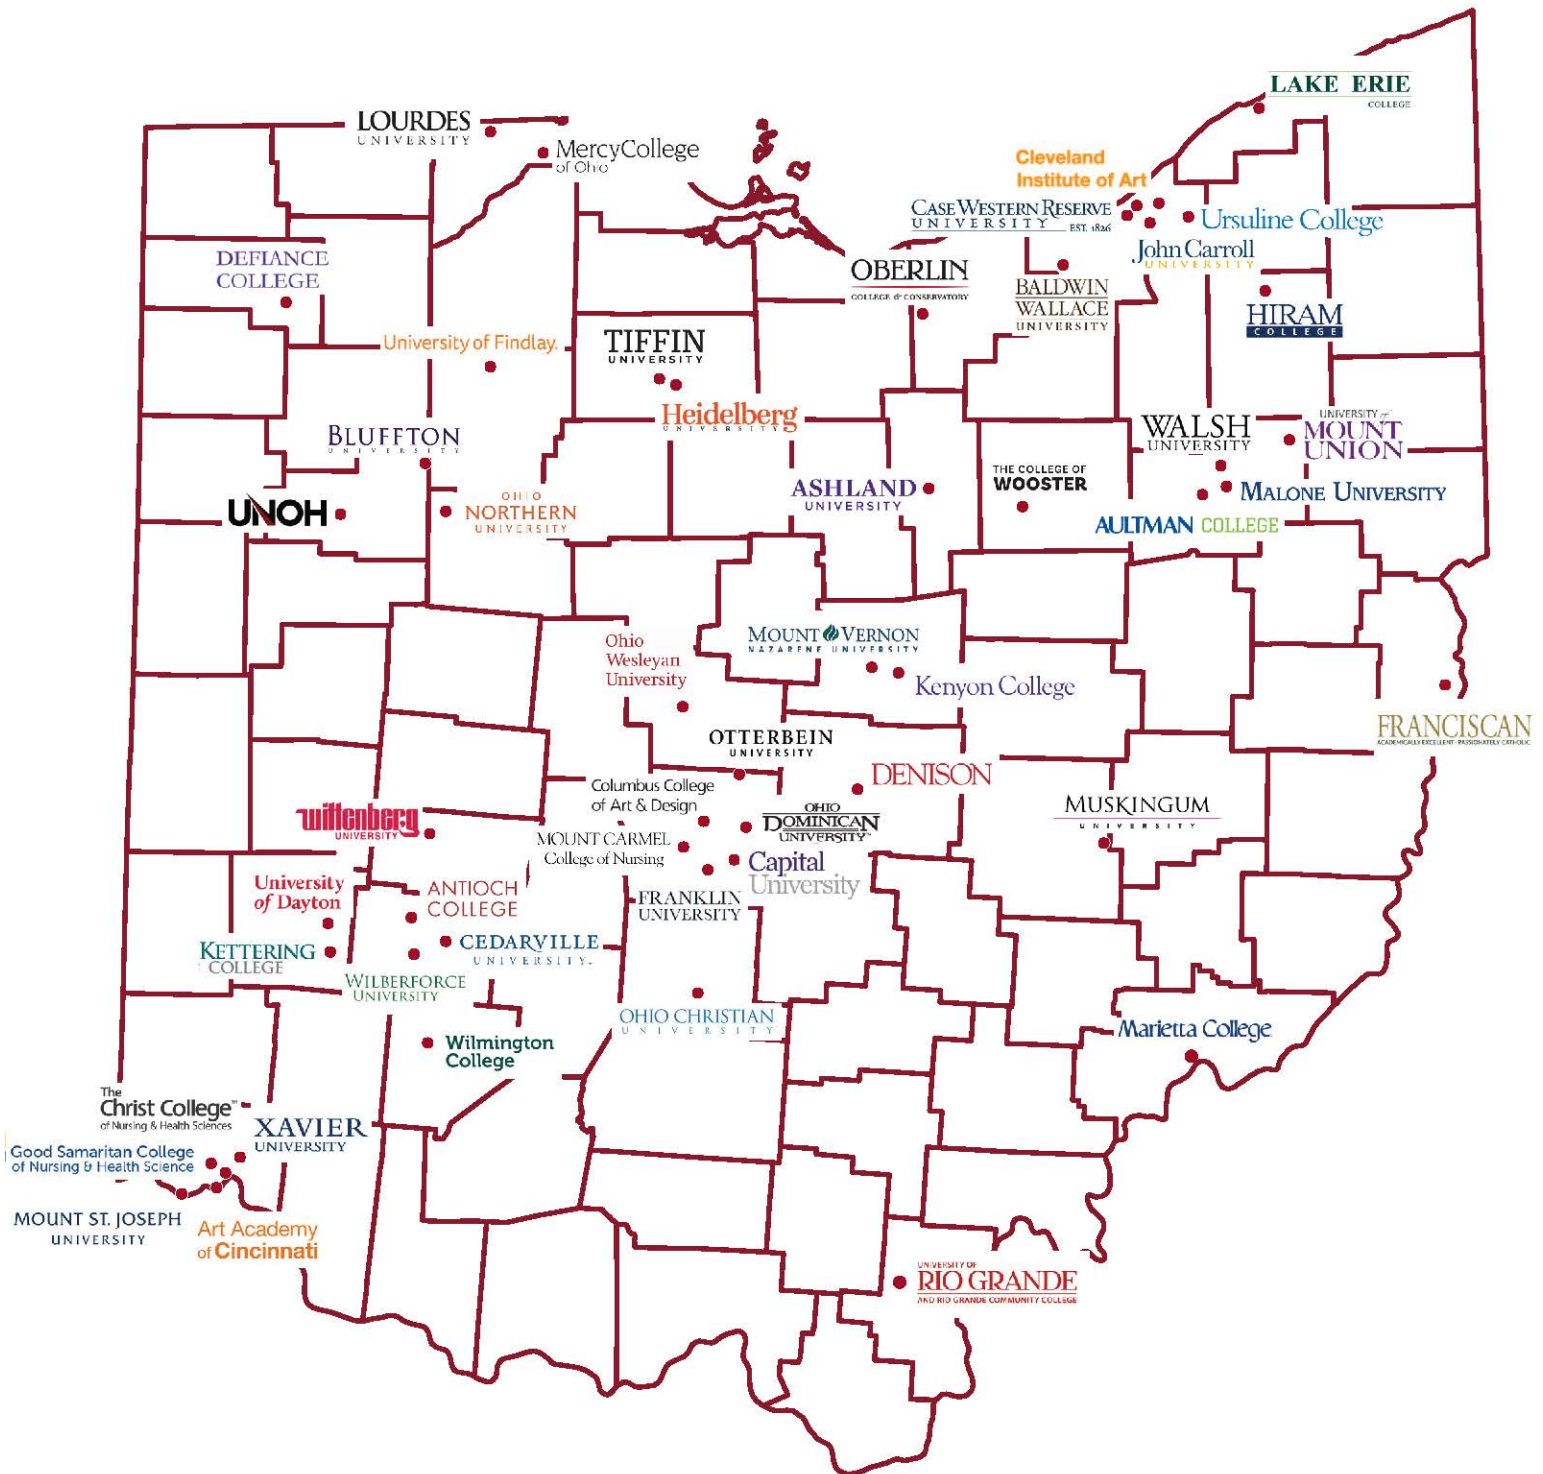 LAKE ERIE
COLLEGE
LOURDES
UNIVERSITY
MercyCollege
of Ohio
Cleveland
Institute of Art
CASE WESTERN RESERVE
UNIVERSITY EST. 1826
Ursuline College
John Carroll
UNIVERSITY
DEFIANCE
COLLEGE
OBERLIN
COLLEGE & CONSERVATORY
BALDWIN
WALLACE
UNIVERSITY
HIRAM
COLLEGE
University of Findlay.
TIFFIN
UNIVERSITY
Heidelberg
UNIVERSITY
BLUFFTON
UNIVERSITY
WALSH
UNIVERSITY
UNIVERSITY of
MOUNT
UNION
UNOH
OHIO
NORTHERN
UNIVERSITY
ASHLAND
UNIVERSITY
THE COLLEGE OF
WOOSTER
MALONE UNIVERSITY
AULTMAN COLLEGE
Ohio
Wesleyan
University
MOUNT VERNON
NAZARENE UNIVERSITY
Kenyon College
FRANCISCAN
ACADEMICALLY EXCELLENT · PASSIONATELY CATHOLIC
OTTERBEIN
UNIVERSITY
DENISON
Columbus College
of Art & Design
wittenberg
UNIVERSITY
OHIO
DOMINICAN
UNIVERSITY™
MUSKINGUM
UNIVERSITY
MOUNT CARMEL
College of Nursing
Capital
University
University
of Dayton
ANTIOCH
COLLEGE
FRANKLIN
UNIVERSITY
KETTERING
COLLEGE
CEDARVILLE
UNIVERSITY.
WILBERFORCE
UNIVERSITY
OHIO CHRISTIAN
UNIVERSITY
Marietta College
Wilmington
College
The
Christ College™
of Nursing & Health Sciences
XAVIER
UNIVERSITY
Good Samaritan College
of Nursing & Health Science
MOUNT ST. JOSEPH
UNIVERSITY
Art Academy
of Cincinnati
UNIVERSITY OF
RIO GRANDE
AND RIO GRANDE COMMUNITY COLLEGE